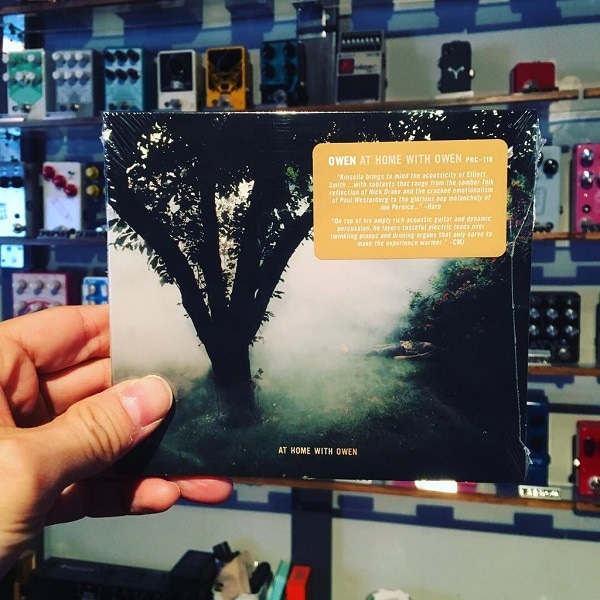 OWEN AT HOME WITH OWEN PRC-118
"Kinsella brings to mind the acousticity of Elliott
Smith ...with subtexts that range from the somber folk
reflection of Nick Drake and the cracked emotionalism
of Paul Westerberg to the glorious pop melancholy of
Joe Pernice..." -Harp
"On top of his amply rich acoustic guitar and dynamic
percussion, he layers tasteful electric leads over
twinkling pianos and droning organs that only serve to
make the experience warmer." -CMJ
AT HOME WITH OWEN